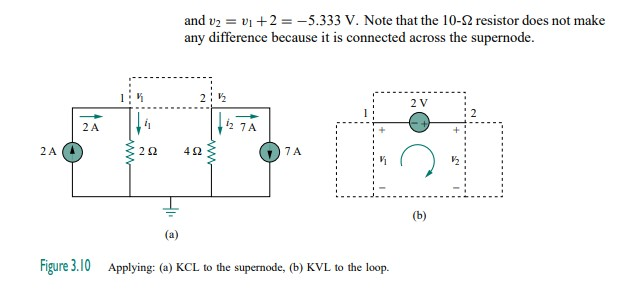 and v₂ = v₁ + 2 = −5.333 V. Note that the 10-Ω resistor does not make
any difference because it is connected across the supernode.
1 v₁ 2 v₂
2 A i₁ i₂ 7 A
2 A 2 Ω 4 Ω 7 A
(a)
2 V
1 2
+ − + +
v₁ v₂
− −
(b)
Figure 3.10 Applying: (a) KCL to the supernode, (b) KVL to the loop.